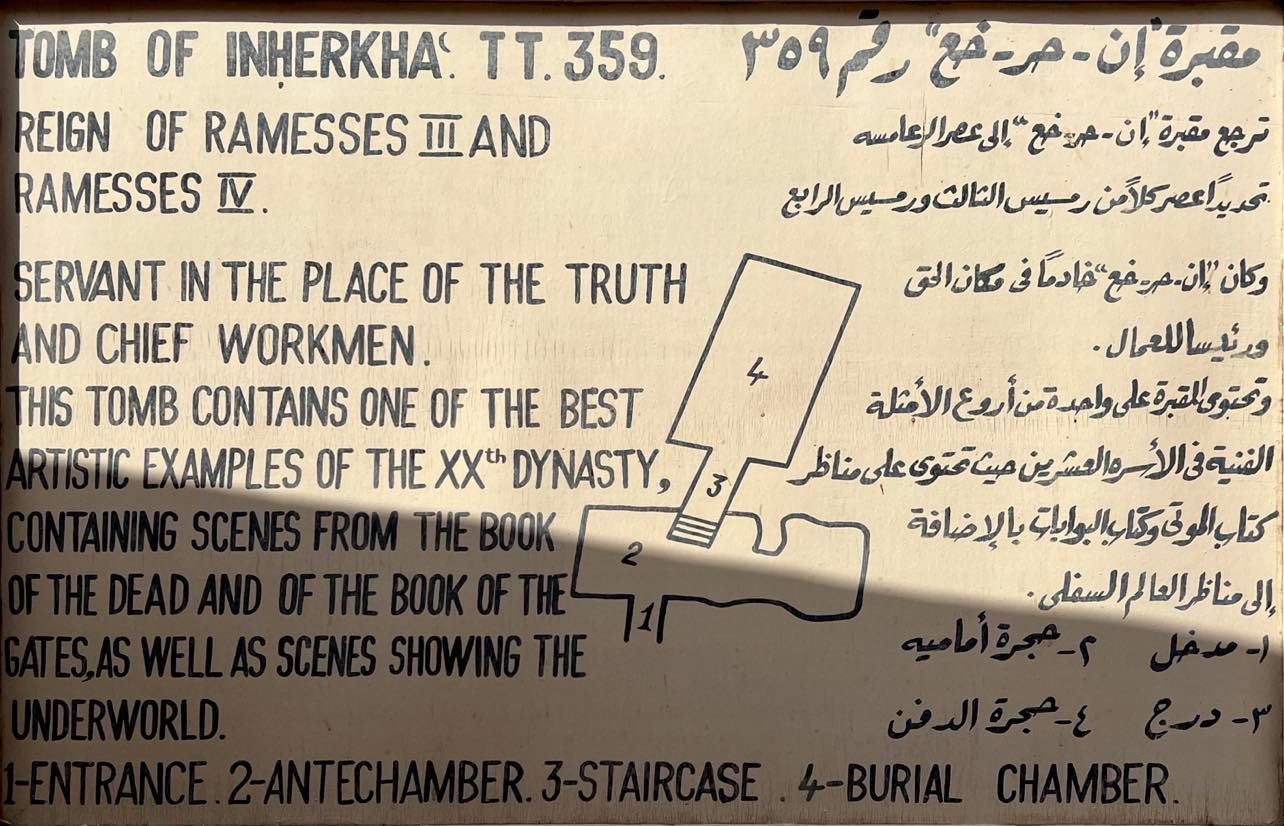 TOMB OF INḤERKHAʿ. TT. 359.
REIGN OF RAMESSES III AND
RAMESSES IV.
SERVANT IN THE PLACE OF THE TRUTH
AND CHIEF WORKMEN.
THIS TOMB CONTAINS ONE OF THE BEST
ARTISTIC EXAMPLES OF THE XXth DYNASTY,
CONTAINING SCENES FROM THE BOOK
OF THE DEAD AND OF THE BOOK OF THE
GATES, AS WELL AS SCENES SHOWING THE
UNDERWORLD.
1-ENTRANCE. 2-ANTECHAMBER. 3-STAIRCASE. 4-BURIAL CHAMBER.
مقبرة "إن - حر - خع" رقم ٣٥٩
ترجع مقبرة "إن - حر - خع" إلى عصر الرعامسه
تحديداً عصر كلاً من رمسيس الثالث ورمسيس الرابع
وكان "إن - حر - خع" خادماً فى مكان الحق
ورئيسا للعمال.
وتحتوى المقبرة على واحدة من أروع الأمثلة
الفنية فى الأسره العشرين حيث تحتوى على مناظر
كتاب الموتى وكتاب البوابات بالإضافة
إلى مناظر العالم السفلى.
١- مدخل ٢- حجرة أماميه
٣- درج ٤- حجرة الدفن
4
3
2
1